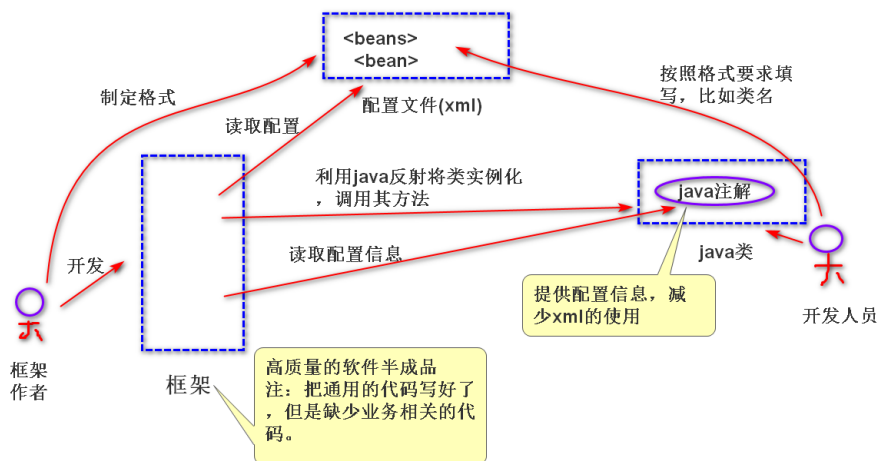 <beans>
<bean>
配置文件(xml)
制定格式
读取配置
按照格式要求填
写，比如类名
利用java反射将类实例化
，调用其方法
java注解
读取配置信息
java类
开发
提供配置信息，减
少xml的使用
开发人员
框架
作者
框架
高质量的软件半成品
注：把通用的代码写好了
，但是缺少业务相关的代
码。